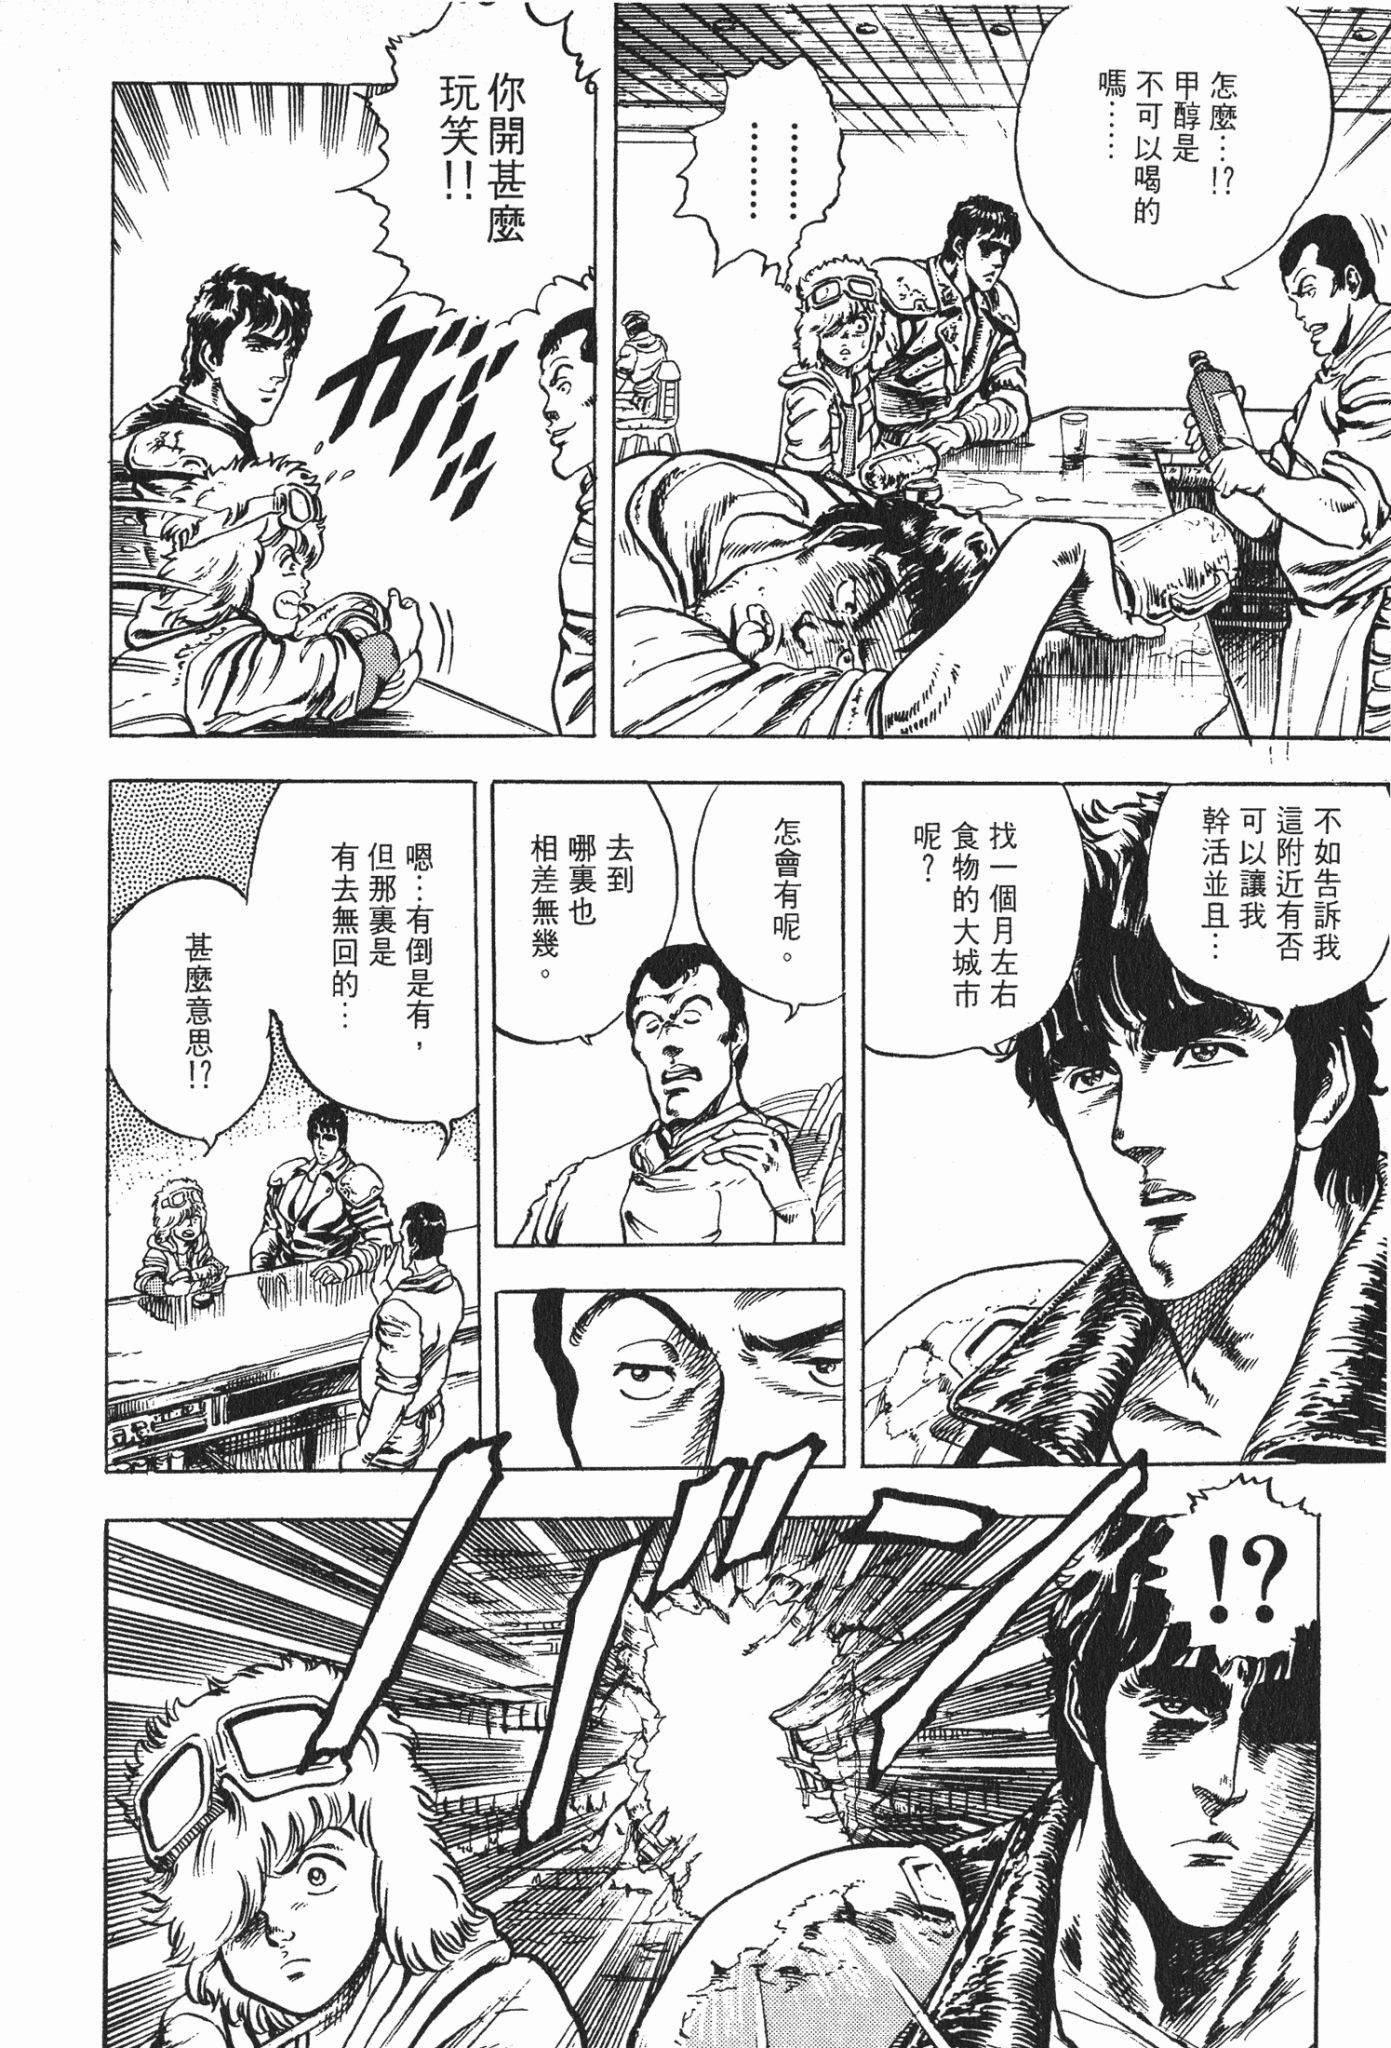 怎麼…!?
甲醇是
不可以喝的
嗎……
………
………
你開甚麼
玩笑!!
ガガッ
不如告訴我
這附近有否
可以讓我
幹活並且…
找一個月左右
食物的大城市
呢?
怎會有呢。
去到
哪裏也
相差無幾。
嗯…有倒是有,
但那裏是
有去無回的…
甚麼意思!?
!?